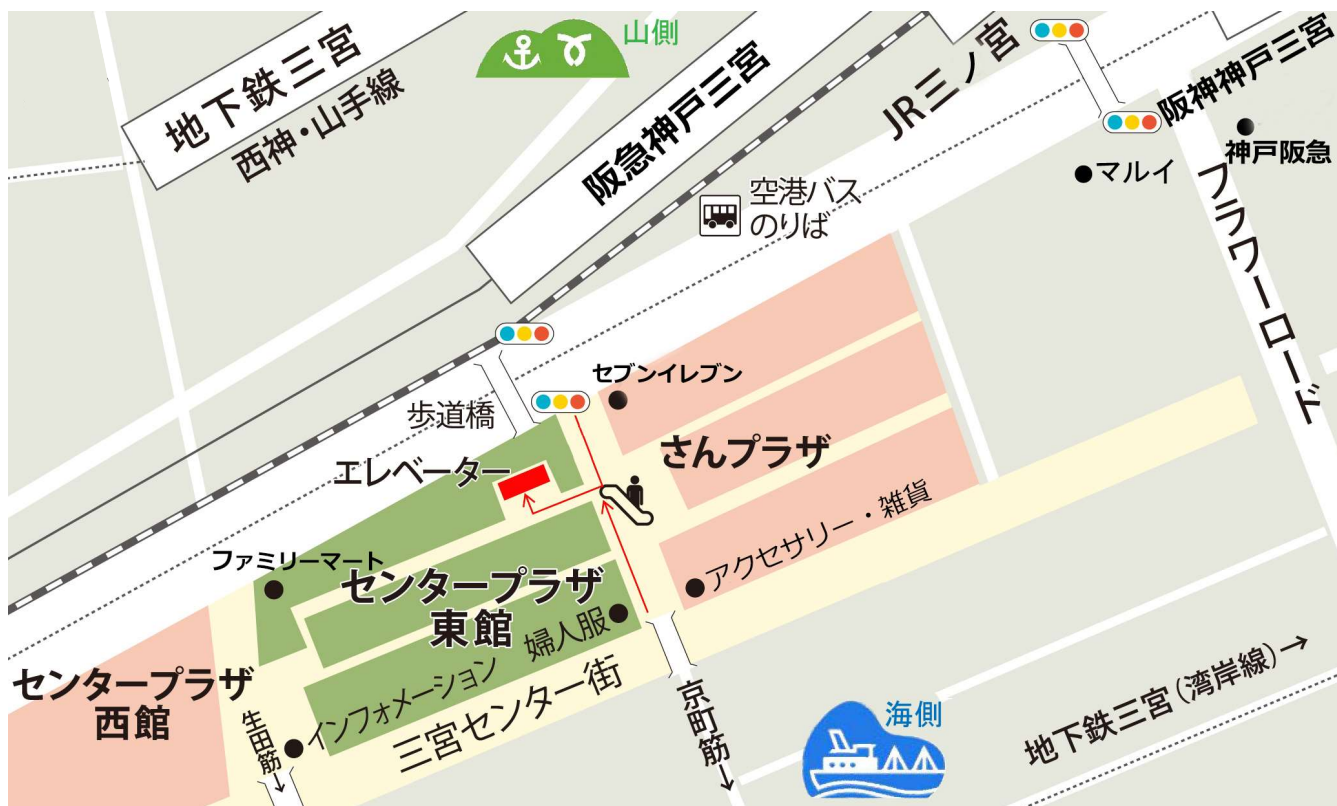 山側
地下鉄三宮
西神・山手線
阪急神戸三宮
JR三ノ宮
阪神神戸三宮
神戸阪急
マルイ
フラワーロード
空港バス
のりば
セブンイレブン
歩道橋
さんプラザ
エレベーター
アクセサリー・雑貨
ファミリーマート
センタープラザ
東館
婦人服
インフォメーション
三宮センター街
センタープラザ
西館
生田筋→
京町筋→
海側
地下鉄三宮(湾岸線)→